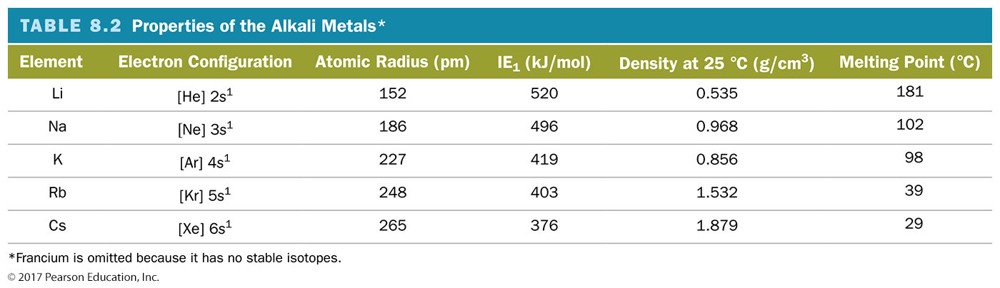 TABLE 8.2 Properties of the Alkali Metals*
Element Electron Configuration Atomic Radius (pm) IE₁ (kJ/mol) Density at 25 °C (g/cm³) Melting Point (°C)
Li [He] 2s¹ 152 520 0.535 181
Na [Ne] 3s¹ 186 496 0.968 102
K [Ar] 4s¹ 227 419 0.856 98
Rb [Kr] 5s¹ 248 403 1.532 39
Cs [Xe] 6s¹ 265 376 1.879 29
*Francium is omitted because it has no stable isotopes.
© 2017 Pearson Education, Inc.